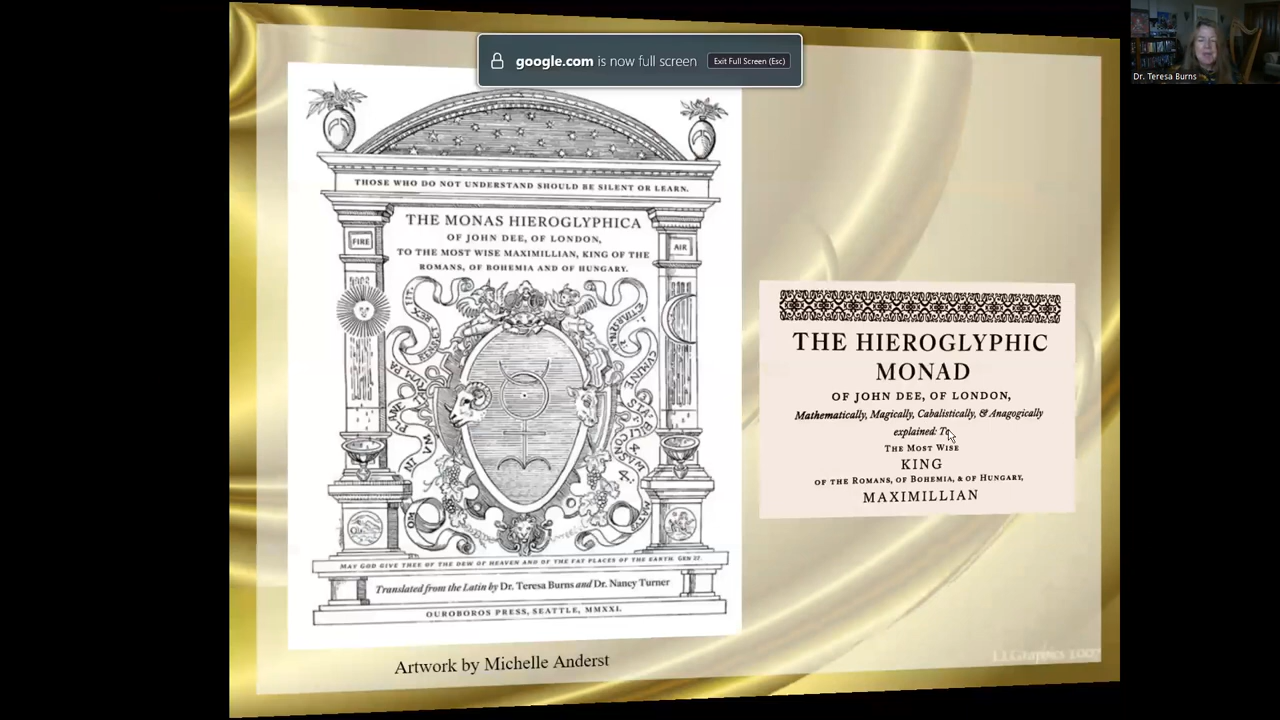 google.com is now full screen
Exit Full Screen (Esc)
Dr. Teresa Burns
THOSE WHO DO NOT UNDERSTAND SHOULD BE SILENT OR LEARN.
THE MONAS HIEROGLYPHICA
OF JOHN DEE, OF LONDON,
TO THE MOST WISE MAXIMILLIAN, KING OF THE
ROMANS, OF BOHEMIA AND OF HUNGARY.
FIRE
AIR
MAY GOD GIVE THEE OF THE DEW OF HEAVEN AND OF THE FAT PLACES OF THE EARTH. GEN 27.
Translated from the Latin by Dr. Teresa Burns and Dr. Nancy Turner
OUROBOROS PRESS, SEATTLE, MMXXI.
Artwork by Michelle Anderst
THE HIEROGLYPHIC
MONAD
OF JOHN DEE, OF LONDON,
Mathematically, Magically, Cabalistically, & Anagogically
explained: To
THE MOST WISE
KING
OF THE ROMANS, OF BOHEMIA, & OF HUNGARY,
MAXIMILLIAN